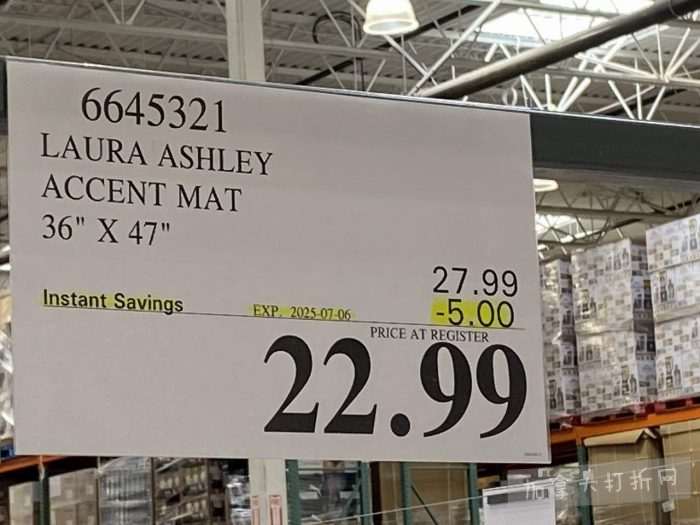 6645321
LAURA ASHLEY
ACCENT MAT
36" X 47"
27.99
Instant Savings EXP. 2025-07-06 -5.00
PRICE AT REGISTER
22.99
加拿大打折网